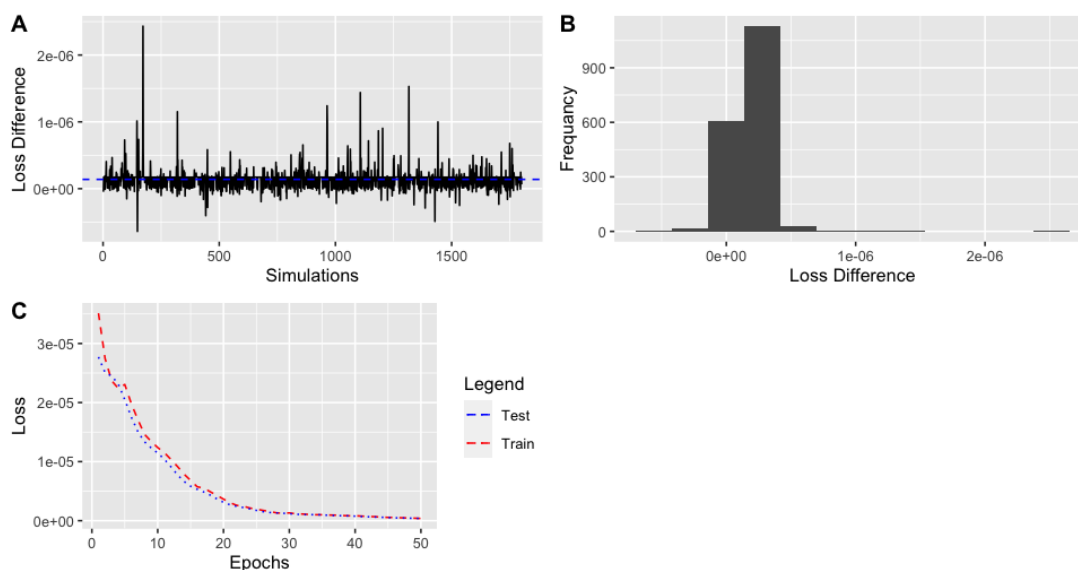 A
Loss Difference
2e-06
1e-06
0e+00
0
500
1000
1500
Simulations
B
Frequancy
900
600
300
0
0e+00
1e-06
2e-06
Loss Difference
C
Loss
3e-05
2e-05
1e-05
0e+00
0
10
20
30
40
50
Epochs
Legend
Test
Train